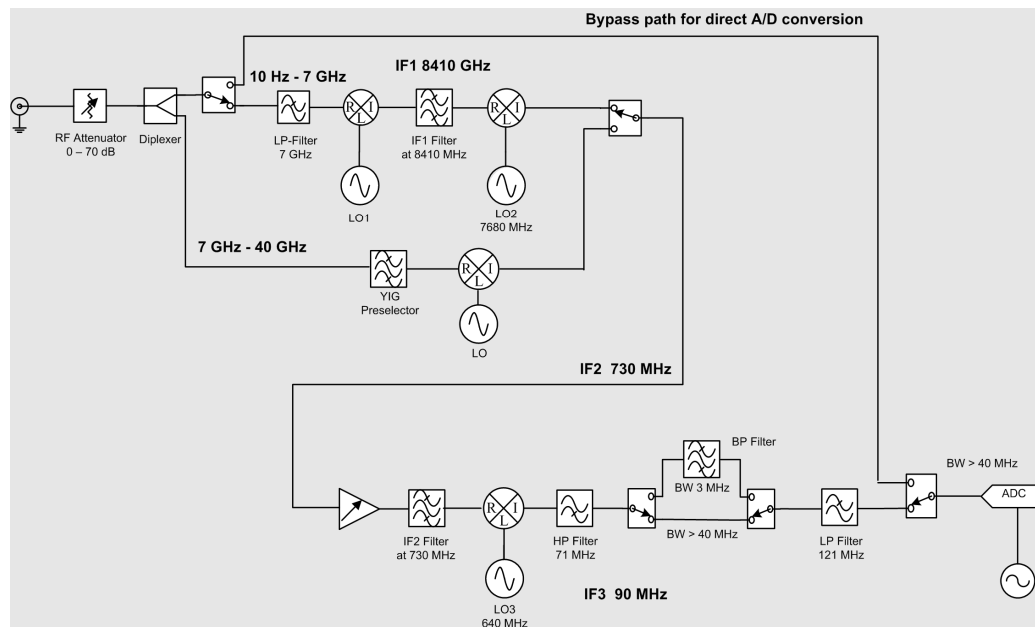 Bypass path for direct A/D conversion
10 Hz - 7 GHz
IF1 8410 GHz
R
I
L
R
I
L
RF Attenuator
0 – 70 dB
Diplexer
LP-Filter
7 GHz
IF1 Filter
at 8410 MHz
LO1
LO2
7680 MHz
7 GHz - 40 GHz
R
I
L
YIG
Preselector
LO
IF2 730 MHz
BP Filter
BW 3 MHz
BW > 40 MHz
ADC
R
I
L
IF2 Filter
at 730 MHz
HP Filter
71 MHz
BW > 40 MHz
LP Filter
121 MHz
LO3
640 MHz
IF3 90 MHz